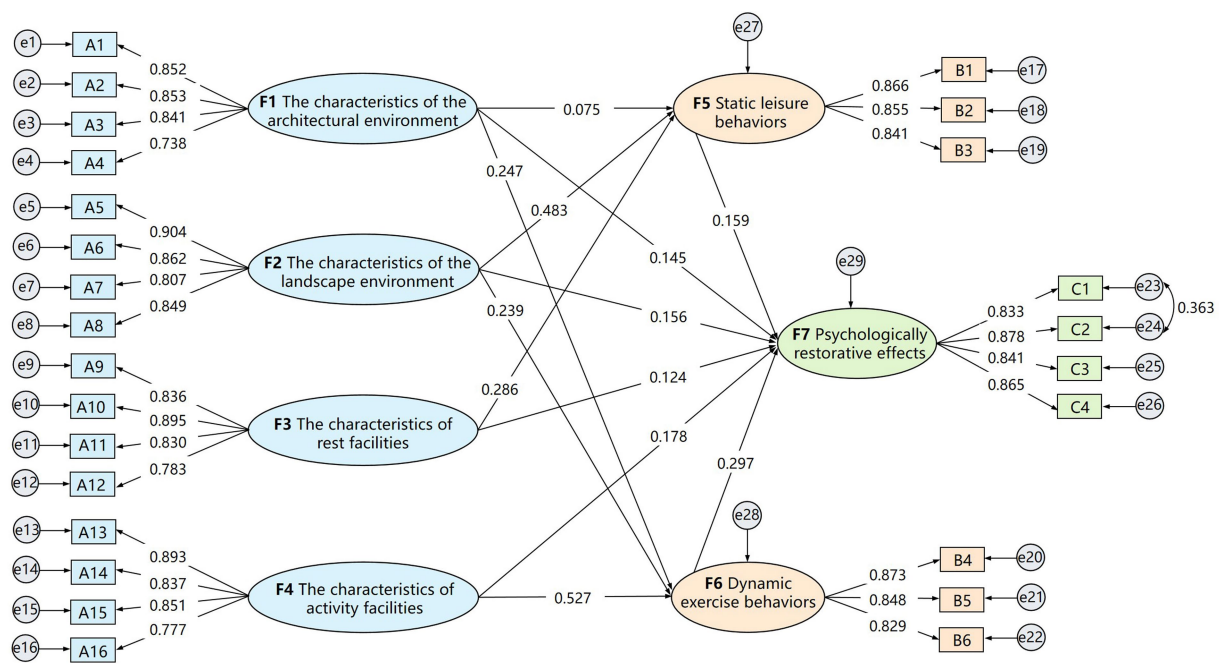 e1 A1
0.852
e2 A2
0.853
e3 A3
0.841
e4 A4
0.738
F1 The characteristics of the
architectural environment
e5 A5
0.904
e6 A6
0.862
e7 A7
0.807
e8 A8
0.849
F2 The characteristics of the
landscape environment
e9 A9
0.836
e10 A10
0.895
e11 A11
0.830
e12 A12
0.783
F3 The characteristics of
rest facilities
e13 A13
0.893
e14 A14
0.837
e15 A15
0.851
e16 A16
0.777
F4 The characteristics of
activity facilities
0.075
0.247
0.483
0.145
0.159
0.239
0.156
0.286
0.124
0.178
0.297
0.527
e27
F5 Static leisure
behaviors
0.866
B1 e17
0.855
B2 e18
0.841
B3 e19
e29
F7 Psychologically
restorative effects
0.833
C1 e23
0.363
0.878
C2 e24
0.841
C3 e25
0.865
C4 e26
e28
F6 Dynamic
exercise behaviors
0.873
B4 e20
0.848
B5 e21
0.829
B6 e22